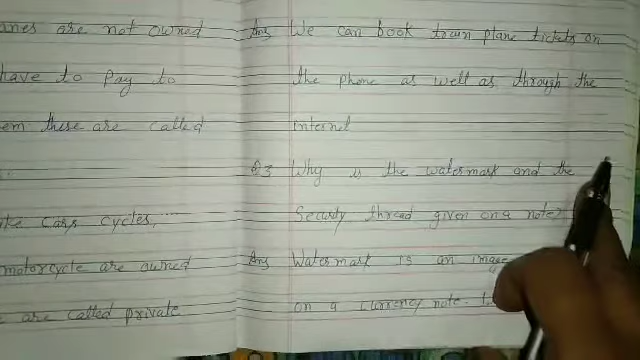 anes are not owned
have to pay to
em these are called
ke cars cycles,
motorcycle are owned
are called private
Ans We can book train plane tickets on
the phone as well as through the
internet
Q3 Why is the watermark and the
Security thread given on a note?
Ans Watermark is an image
on a currency note.